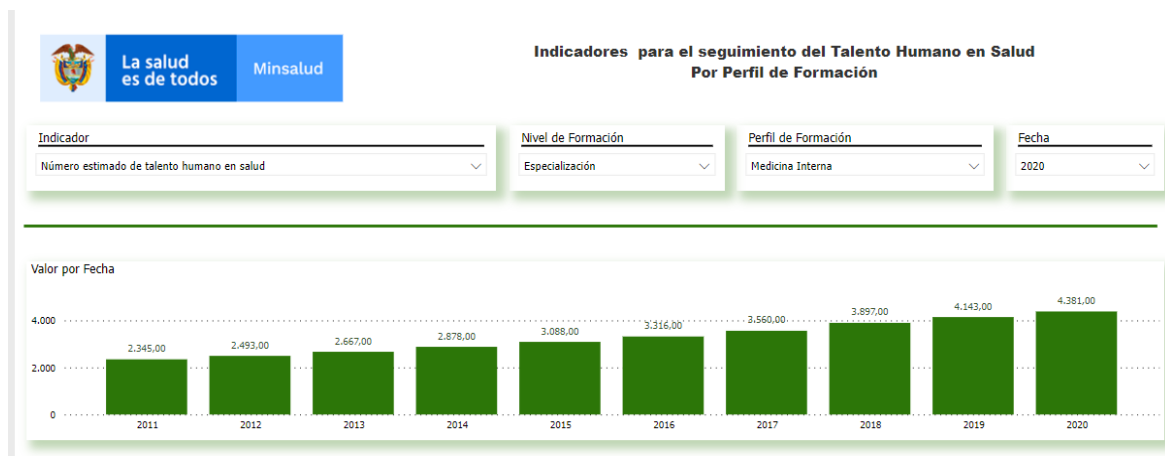 La salud
es de todos
Minsalud
Indicadores para el seguimiento del Talento Humano en Salud
Por Perfil de Formación
Indicador
Número estimado de talento humano en salud
Nivel de Formación
Especialización
Perfil de Formación
Medicina Interna
Fecha
2020
Valor por Fecha
4.000
2.000
0
2.345,00
2.493,00
2.667,00
2.878,00
3.088,00
3.316,00
3.560,00
3.897,00
4.143,00
4.381,00
2011
2012
2013
2014
2015
2016
2017
2018
2019
2020